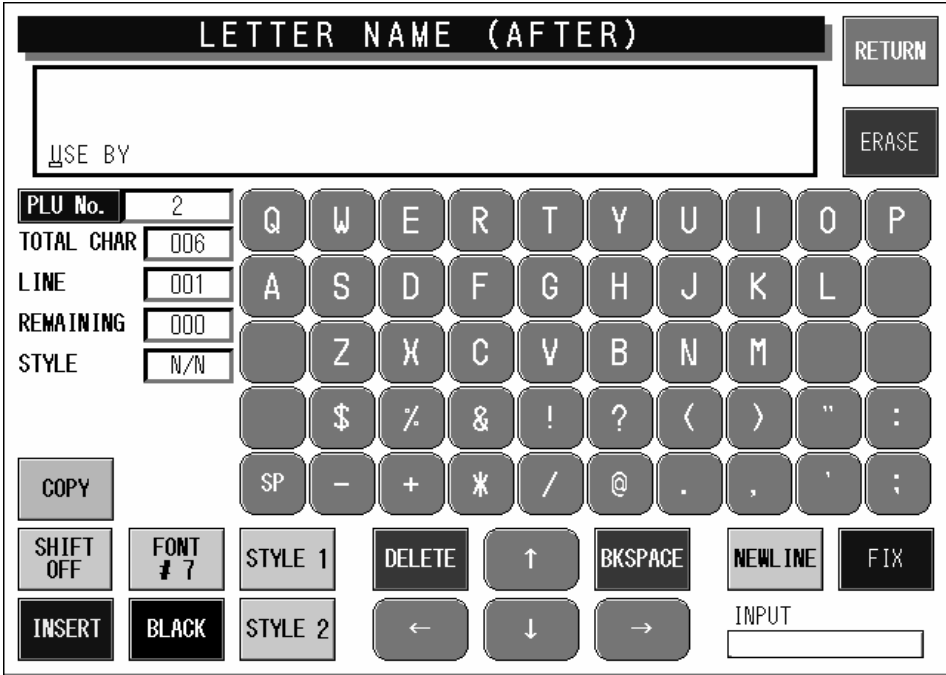 LETTER NAME (AFTER)
RETURN
USE BY
ERASE
PLU No. 2
TOTAL CHAR 006
LINE 001
REMAINING 000
STYLE N/N
Q W E R T Y U I O P
A S D F G H J K L
Z X C V B N M
$ % & ! ? ( ) " :
SP - + * / @ . , ' ;
COPY
SHIFT OFF
FONT # 7
STYLE 1
DELETE
↑
BKSPACE
NEWLINE
FIX
INSERT
BLACK
STYLE 2
←
↓
→
INPUT